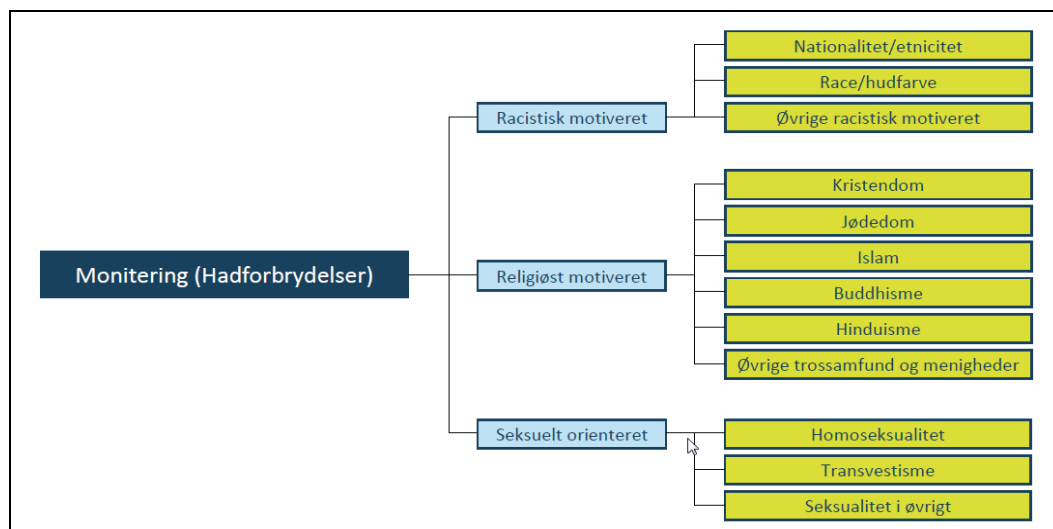 Monitering (Hadforbrydelser)
Racistisk motiveret
Nationalitet/etnicitet
Race/hudfarve
Øvrige racistisk motiveret
Religiøst motiveret
Kristendom
Jødedom
Islam
Buddhisme
Hinduisme
Øvrige trossamfund og menigheder
Seksuelt orienteret
Homoseksualitet
Transvestisme
Seksualitet i øvrigt